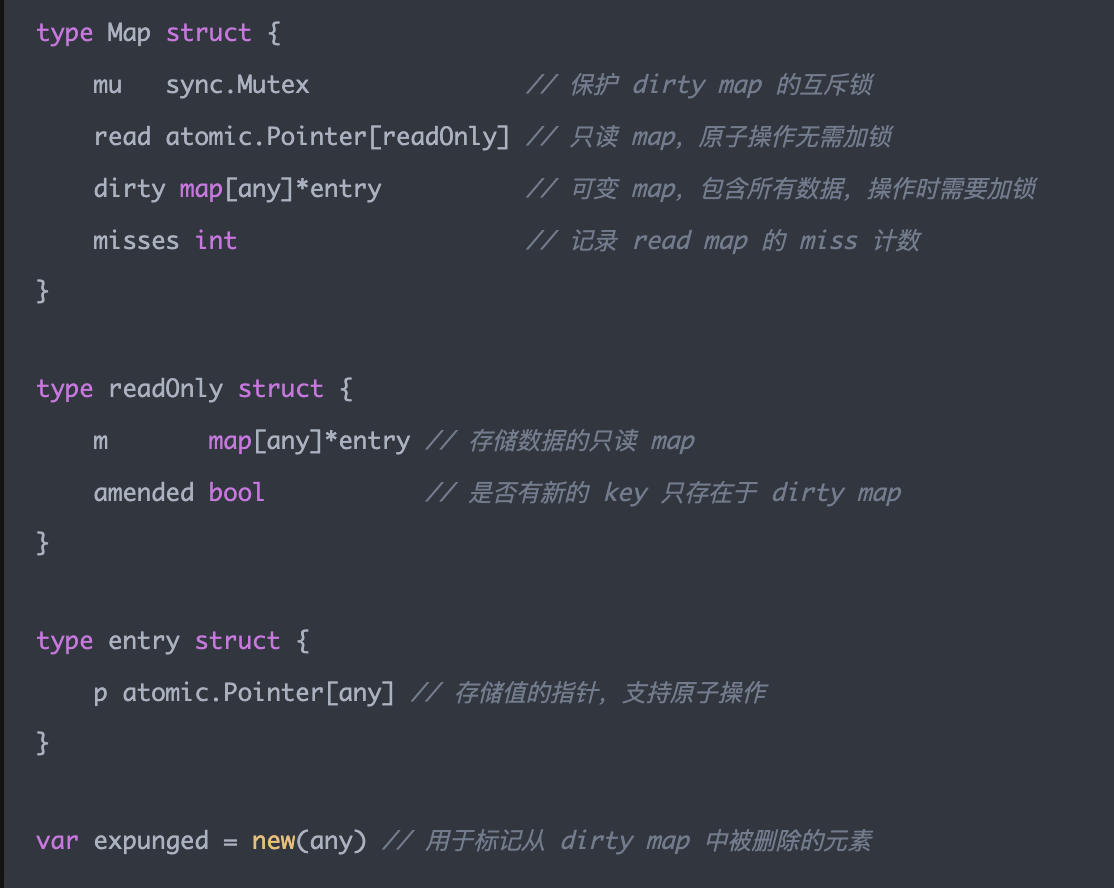 type Map struct {
    mu   sync.Mutex               // 保护 dirty map 的互斥锁
    read atomic.Pointer[readOnly] // 只读 map，原子操作无需加锁
    dirty map[any]*entry          // 可变 map，包含所有数据，操作时需要加锁
    misses int                    // 记录 read map 的 miss 计数
}
type readOnly struct {
    m       map[any]*entry // 存储数据的只读 map
    amended bool           // 是否有新的 key 只存在于 dirty map
}
type entry struct {
    p atomic.Pointer[any] // 存储值的指针，支持原子操作
}
var expunged = new(any) // 用于标记从 dirty map 中被删除的元素